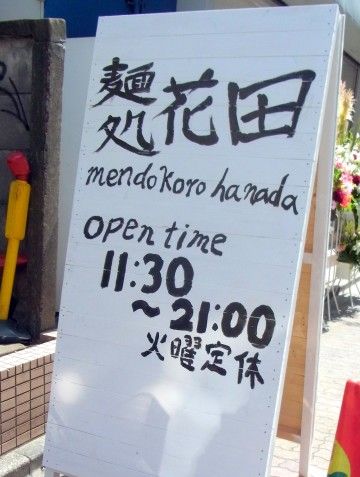 麺処 花田
mendokoro hanada
open time
11:30
～21:00
火曜定休